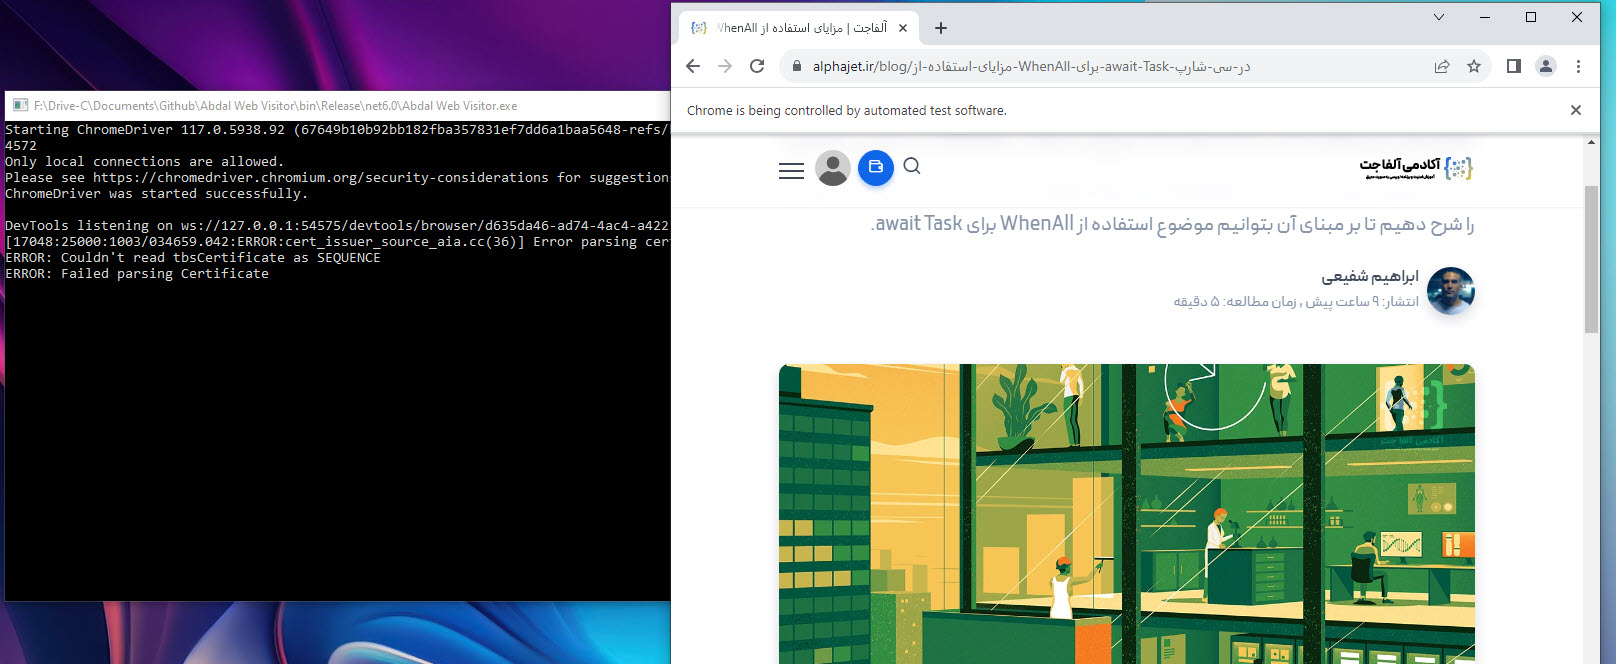 F:\Drive-C\Documents\Github\Abdal Web Visitor\bin\Release\net6.0\Abdal Web Visitor.exe
Starting ChromeDriver 117.0.5938.92 (67649b10b92bb182fba357831ef7dd6a1baa5648-refs/
4572
Only local connections are allowed.
Please see https://chromedriver.chromium.org/security-considerations for suggestion
ChromeDriver was started successfully.
DevTools listening on ws://127.0.0.1:54575/devtools/browser/d635da46-ad74-4ac4-a422
[17048:25000:1003/034659.042:ERROR:cert_issuer_source_aia.cc(36)] Error parsing cer
ERROR: Couldn't read tbsCertificate as SEQUENCE
ERROR: Failed parsing Certificate
آلفاجت | مزایای استفاده از WhenAll
alphajet.ir/blog/مزایای-استفاده-از-WhenAll-برای-await-Task-در-سی-شارپ
Chrome is being controlled by automated test software.
آکادمی آلفاجت
را شرح دهیم تا بر مبنای آن بتوانیم موضوع استفاده از WhenAll برای await Task.
ابراهیم شفیعی
انتشار: ۹ ساعت پیش , زمان مطالعه: ۵ دقیقه
آکادمی آلفا جت